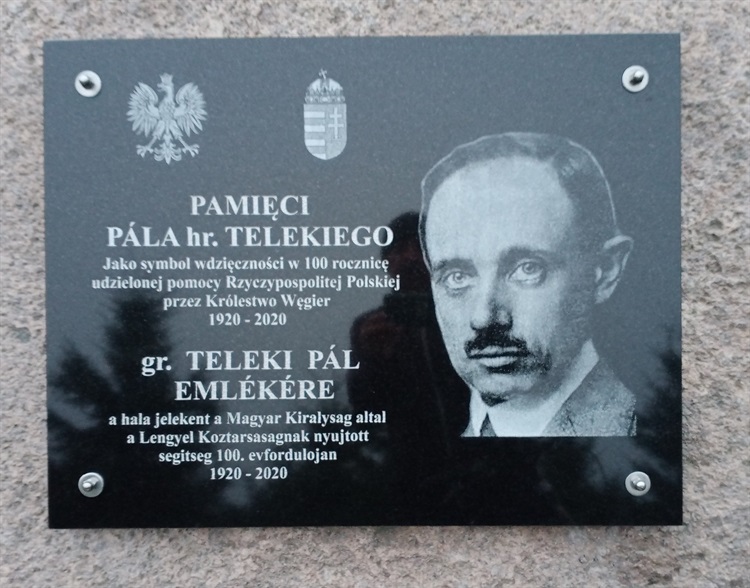 PAMIĘCI
PÁLA hr. TELEKIEGO
Jako symbol wdzięczności w 100 rocznicę
udzielonej pomocy Rzyczypospolitej Polskiej
przez Królestwo Węgier
1920 - 2020
gr. TELEKI PÁL
EMLÉKÉRE
a hala jelekent a Magyar Kiralysag altal
a Lengyel Koztarsasagnak nyujtott
segitseg 100. evfordulojan
1920 - 2020